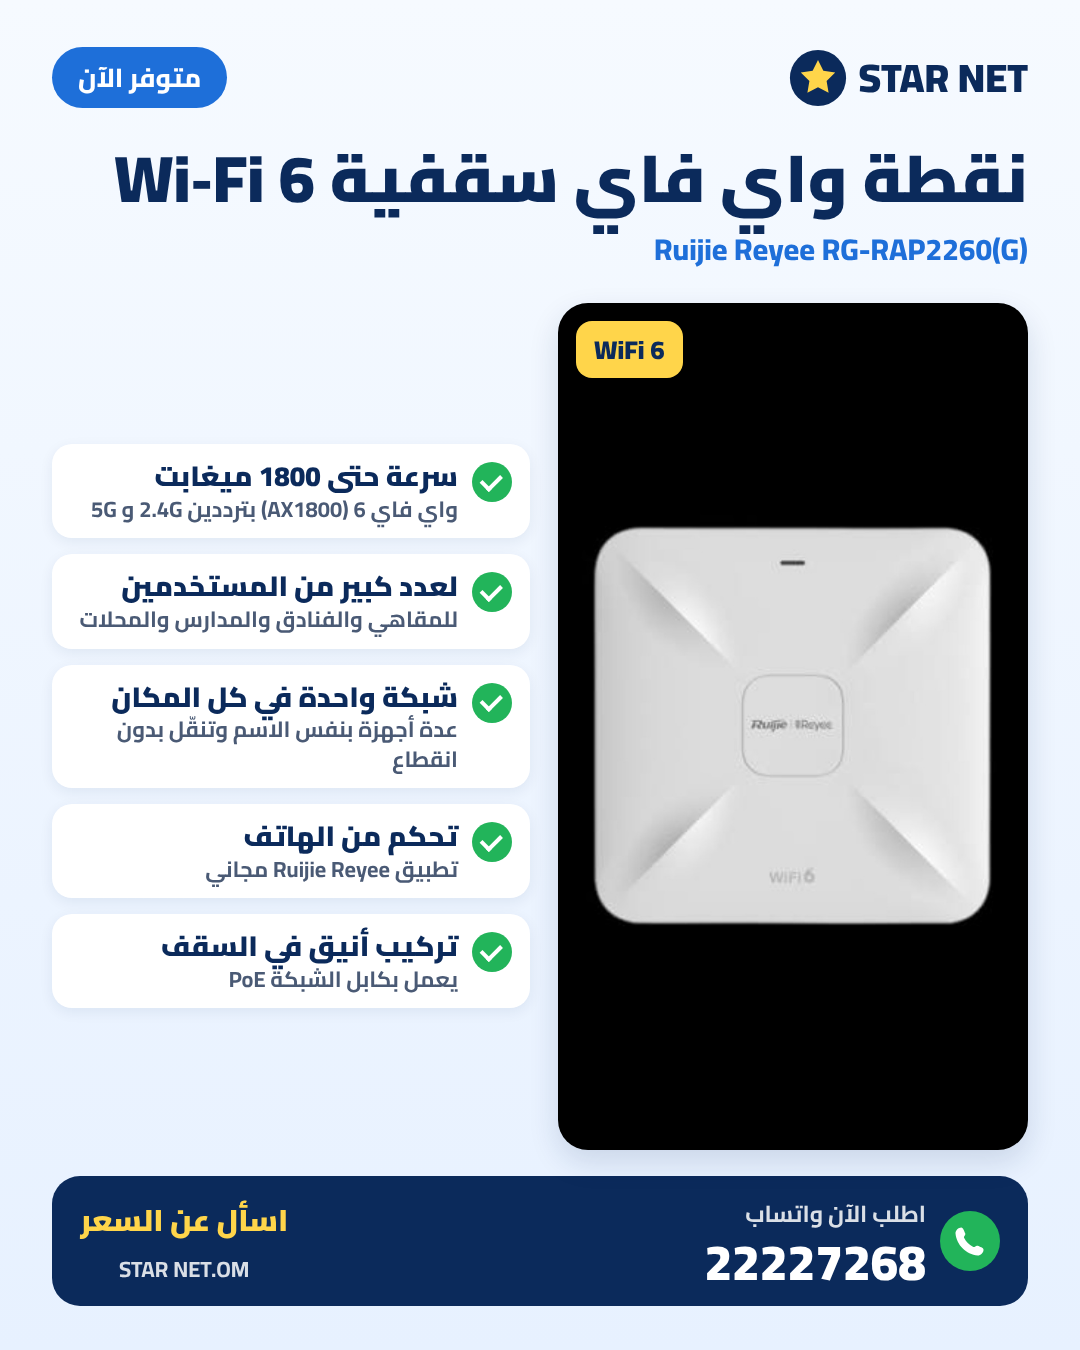 STAR NET
متوفر الآن
نقطة واي فاي سقفية Wi-Fi 6
Ruijie Reyee RG-RAP2260(G)
WiFi 6
Ruijie | Reyee
WiFi 6
سرعة حتى 1800 ميغابت
واي فاي 6 (AX1800) بترددين 2.4G و 5G
لعدد كبير من المستخدمين
للمقاهي والفنادق والمدارس والمحلات
شبكة واحدة في كل المكان
عدة أجهزة بنفس الاسم وتنقّل بدون
انقطاع
تحكم من الهاتف
تطبيق Ruijie Reyee مجاني
تركيب أنيق في السقف
يعمل بكابل الشبكة PoE
اطلب الآن واتساب
22227268
اسأل عن السعر
STAR NET.OM